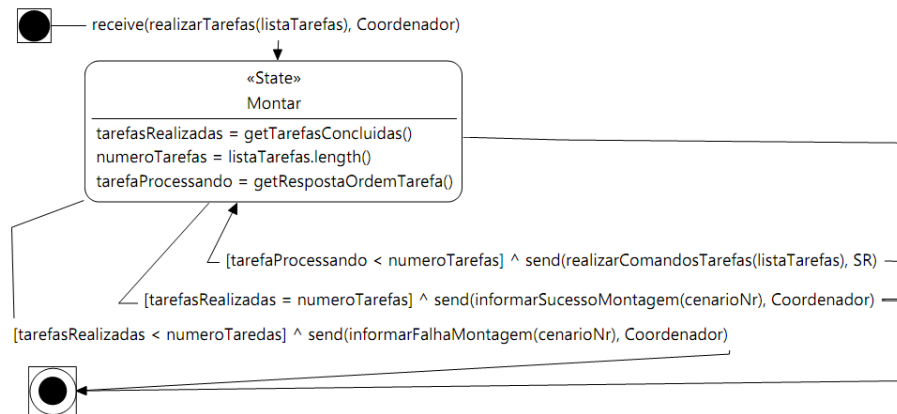 receive(realizarTarefas(listaTarefas), Coordenador)
«State»
Montar
tarefasRealizadas = getTarefasConcluidas()
numeroTarefas = listaTarefas.length()
tarefaProcessando = getRespostaOrdemTarefa()
[tarefaProcessando < numeroTarefas] ^ send(realizarComandosTarefas(listaTarefas), SR)
[tarefasRealizadas = numeroTarefas] ^ send(informarSucessoMontagem(cenarioNr), Coordenador)
[tarefasRealizadas < numeroTaredas] ^ send(informarFalhaMontagem(cenarioNr), Coordenador)